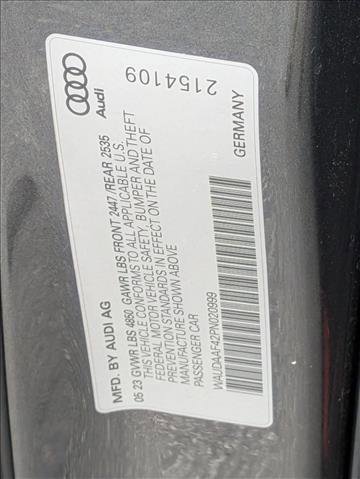 Audi
2154109
MFD. BY AUDI AG
GERMANY
05 23 GVWR LBS 4850 GAWR LBS FRONT 2447 /REAR 2535
THIS VEHICLE CONFORMS TO ALL APPLICABLE U.S.
FEDERAL MOTOR VEHICLE SAFETY, BUMPER AND THEFT
PREVENTION STANDARDS IN EFFECT ON THE DATE OF
MANUFACTURE SHOWN ABOVE
PASSENGER CAR
WAUDAAF42PN020999